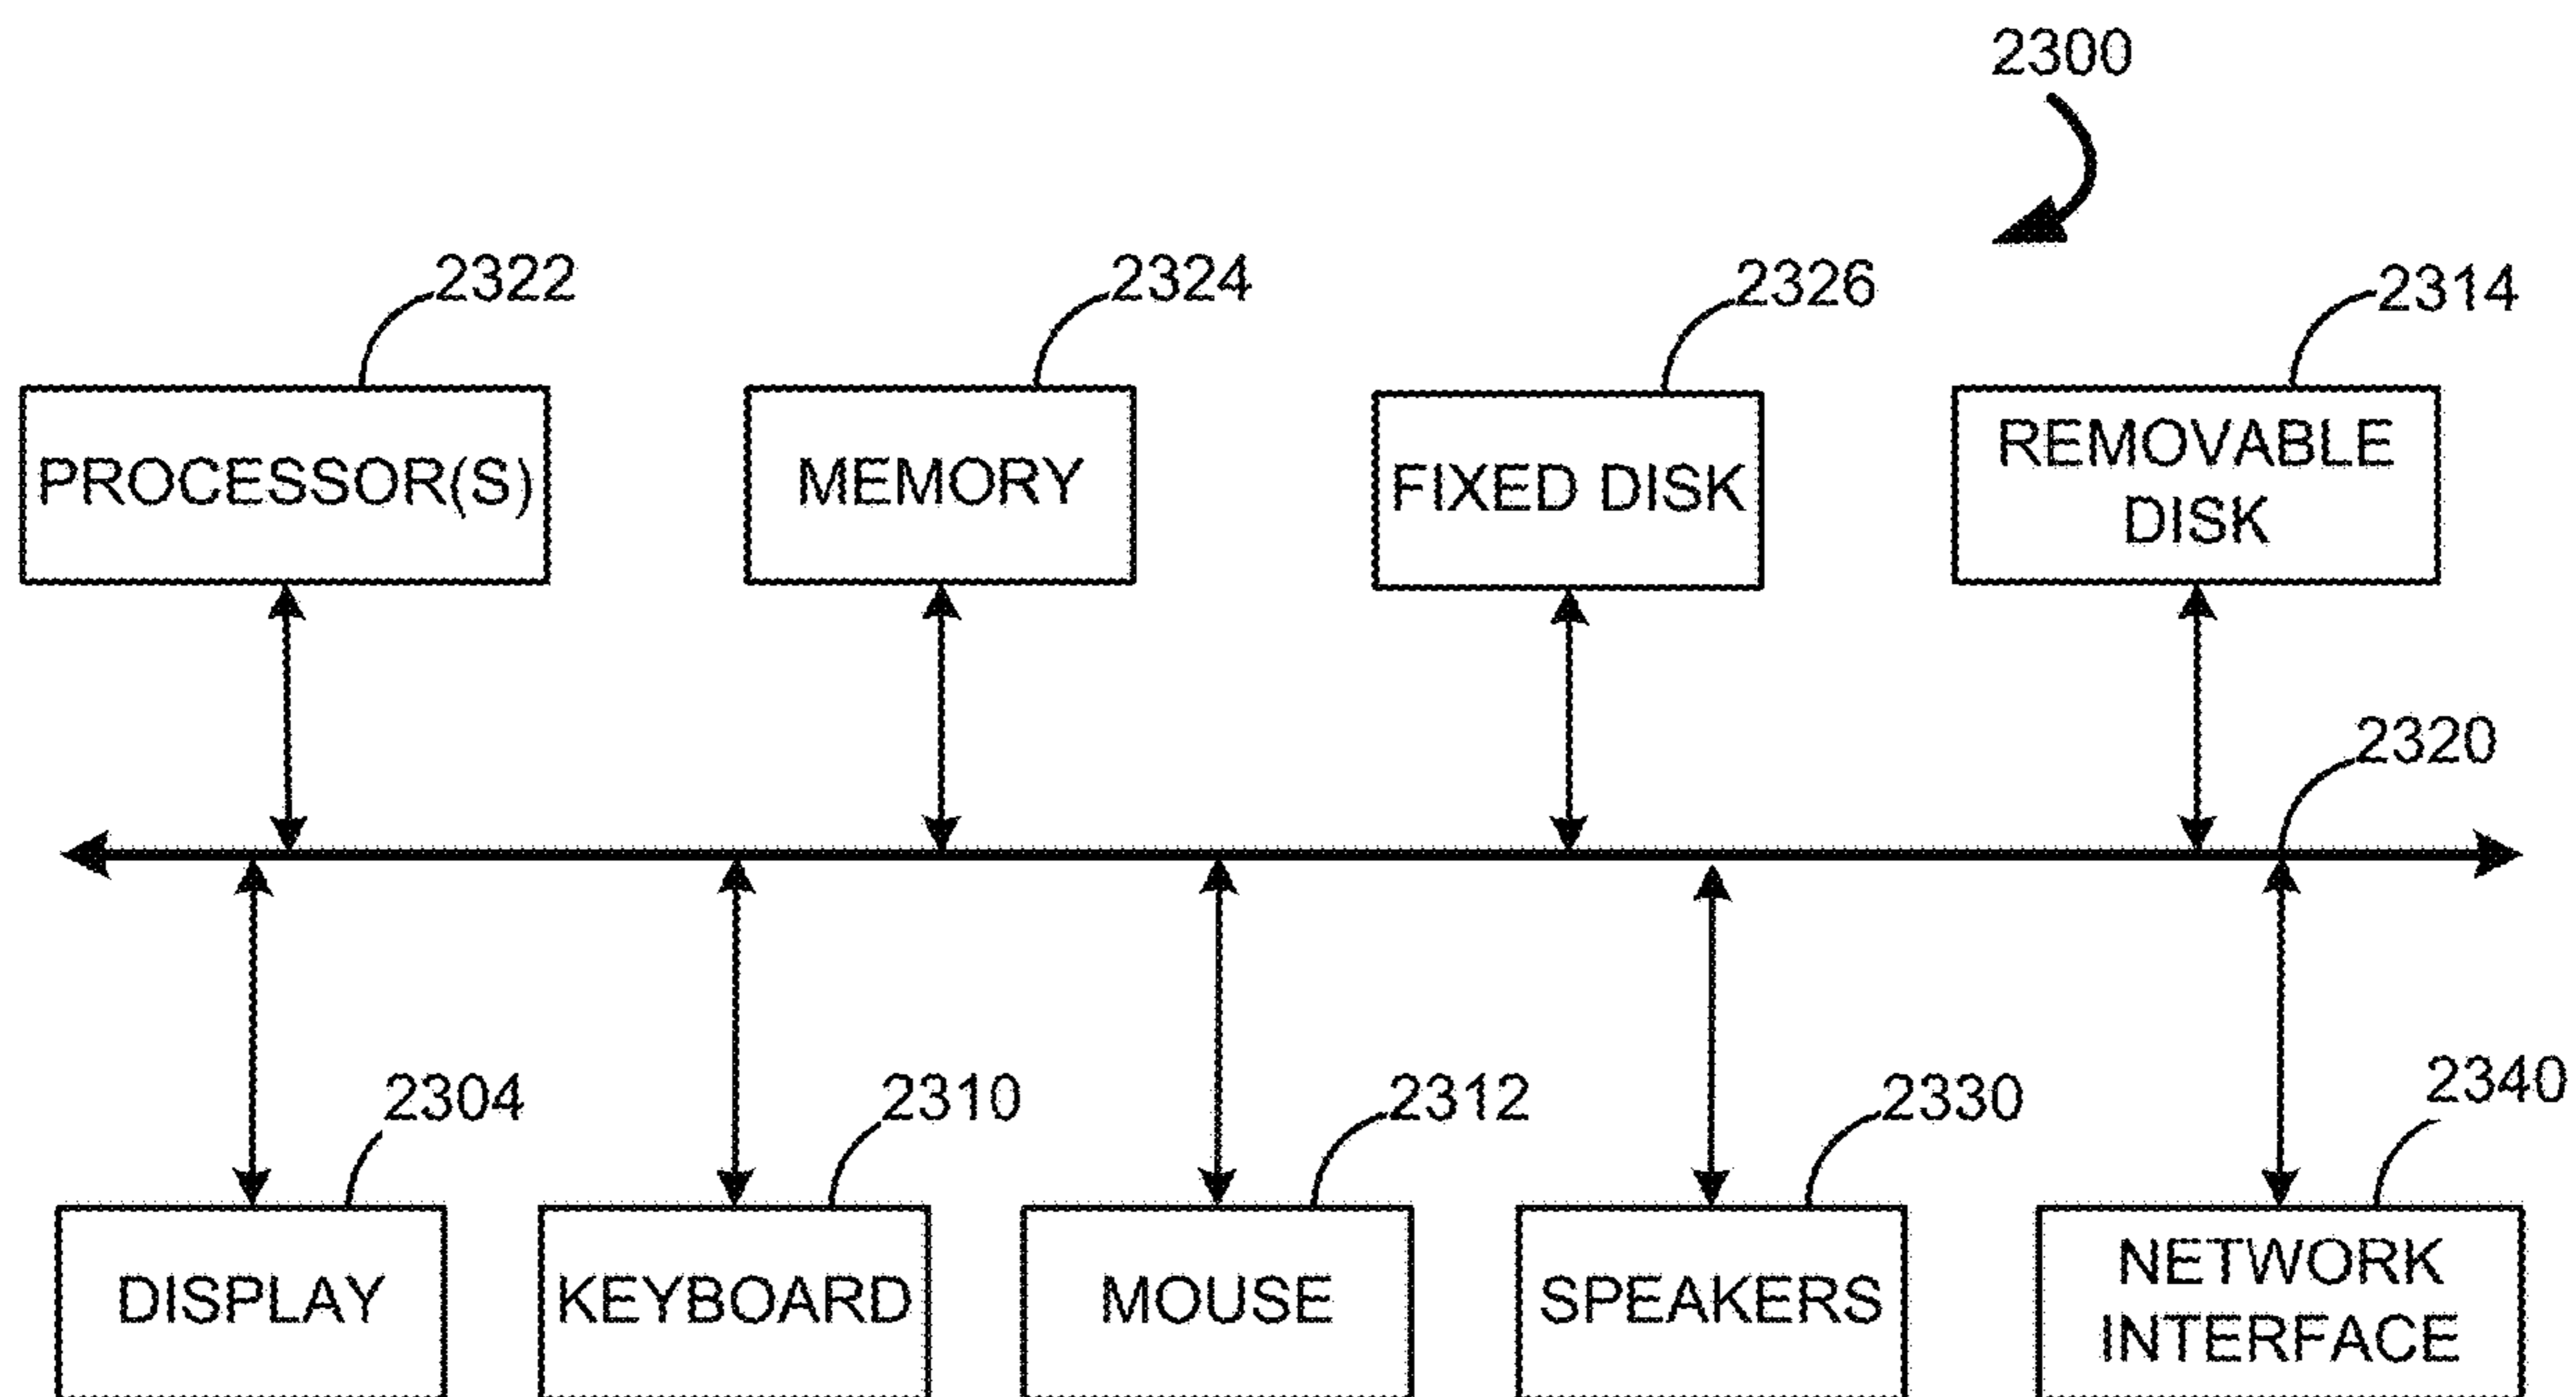 2300
2322
2324
2326
2314
PROCESSOR(S)
MEMORY
FIXED DISK
REMOVABLE
DISK
2320
2304
2310
2312
2330
2340
DISPLAY
KEYBOARD
MOUSE
SPEAKERS
NETWORK
INTERFACE